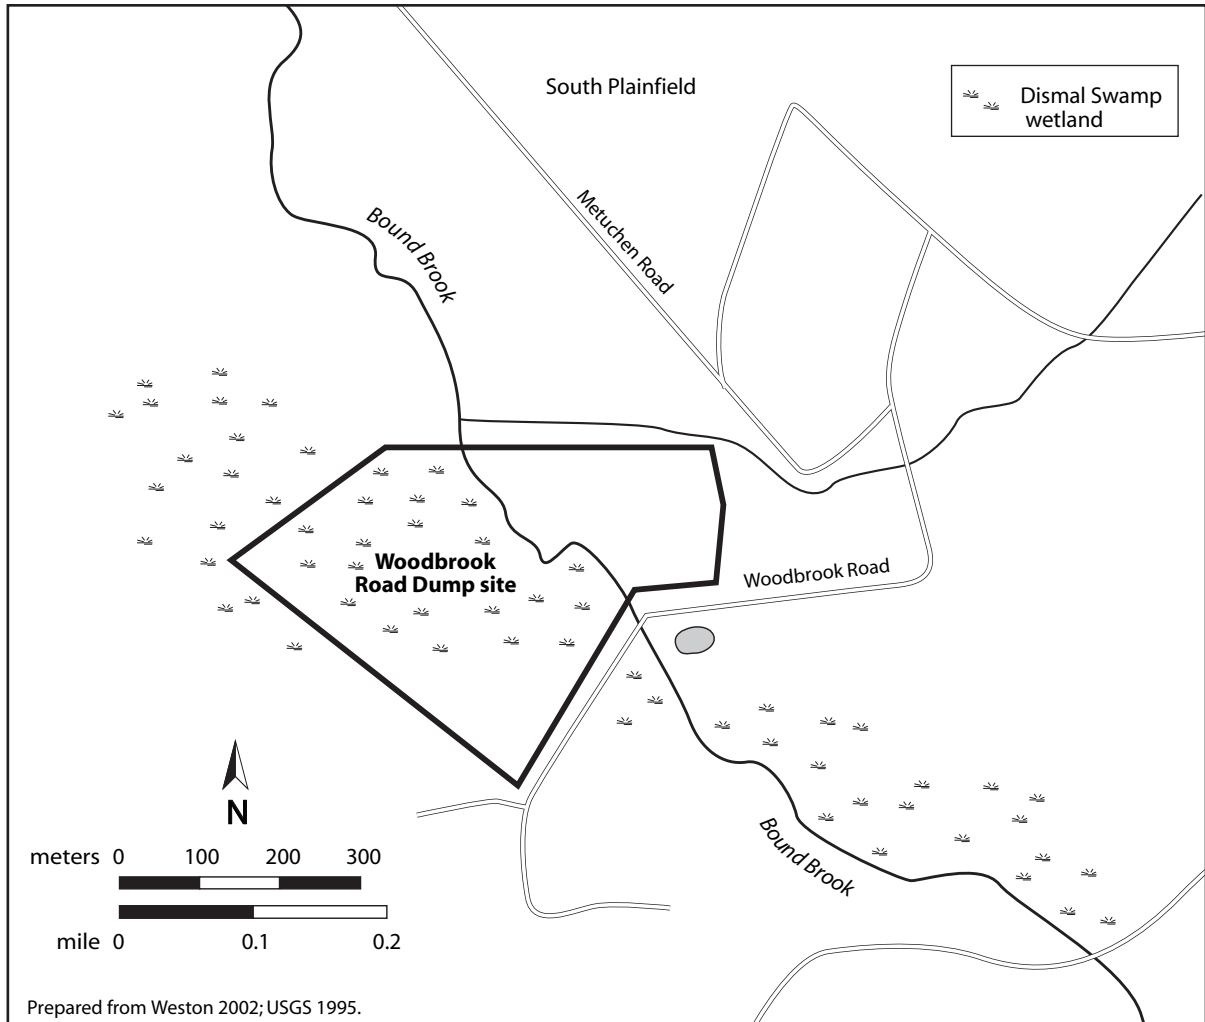 South Plainfield
Dismal Swamp
wetland
Metuchen Road
Bound Brook
Woodbrook
Road Dump site
Woodbrook Road
N
Bound Brook
meters 0 100 200 300
mile 0 0.1 0.2
Prepared from Weston 2002; USGS 1995.